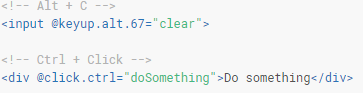 <!-- Alt + C -->
<input @keyup.alt.67="clear">
<!-- Ctrl + Click -->
<div @click.ctrl="doSomething">Do something</div>